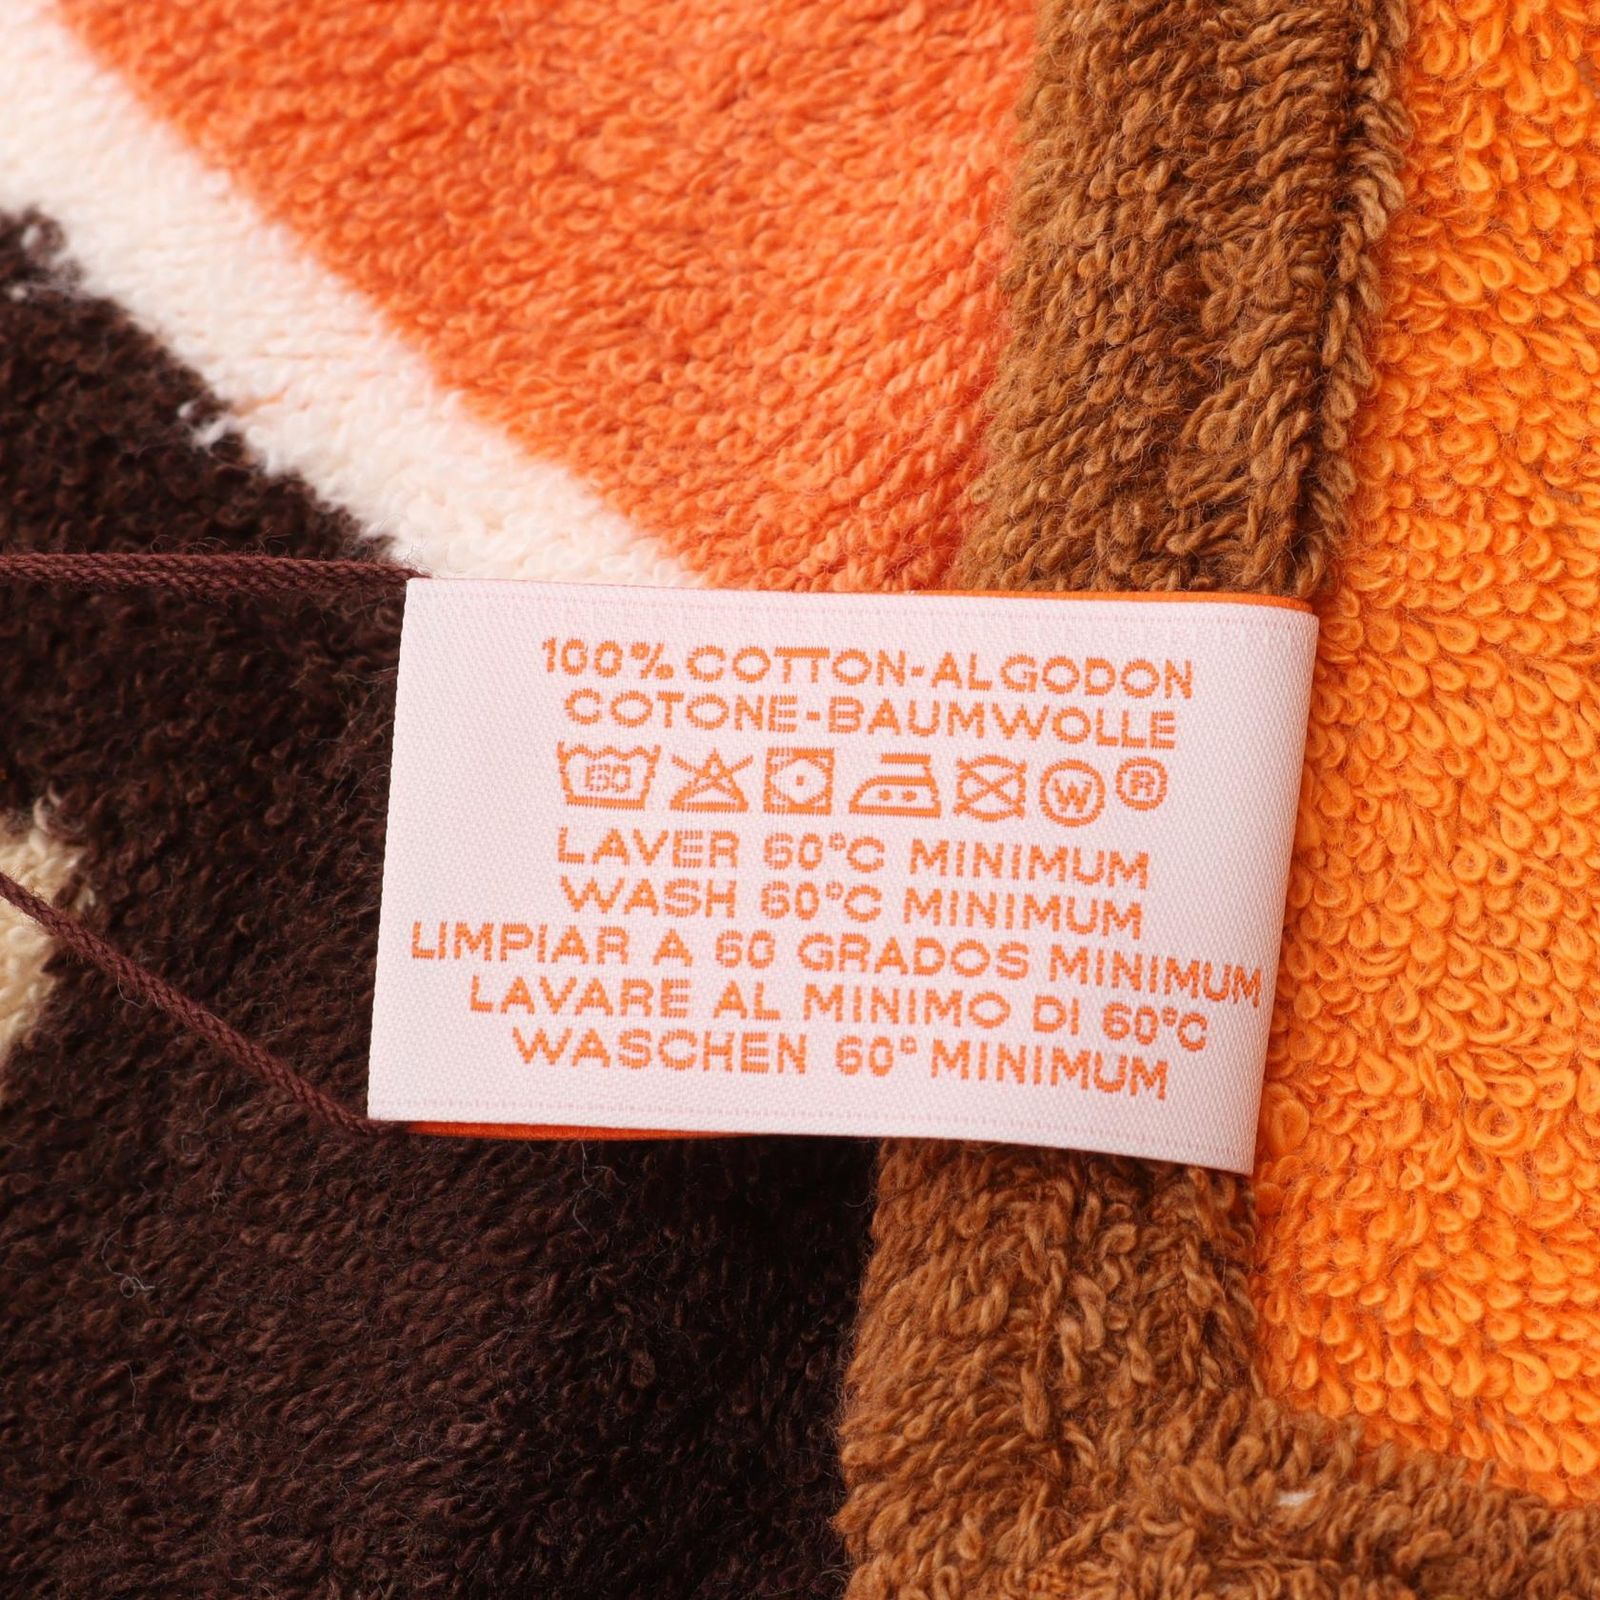 100% COTTON-ALGODON
COTONE-BAUMWOLLE
60 W ®
LAVER 60°C MINIMUM
WASH 60°C MINIMUM
LIMPIAR A 60 GRADOS MINIMUM
LAVARE AL MINIMO DI 60°C
WASCHEN 60° MINIMUM